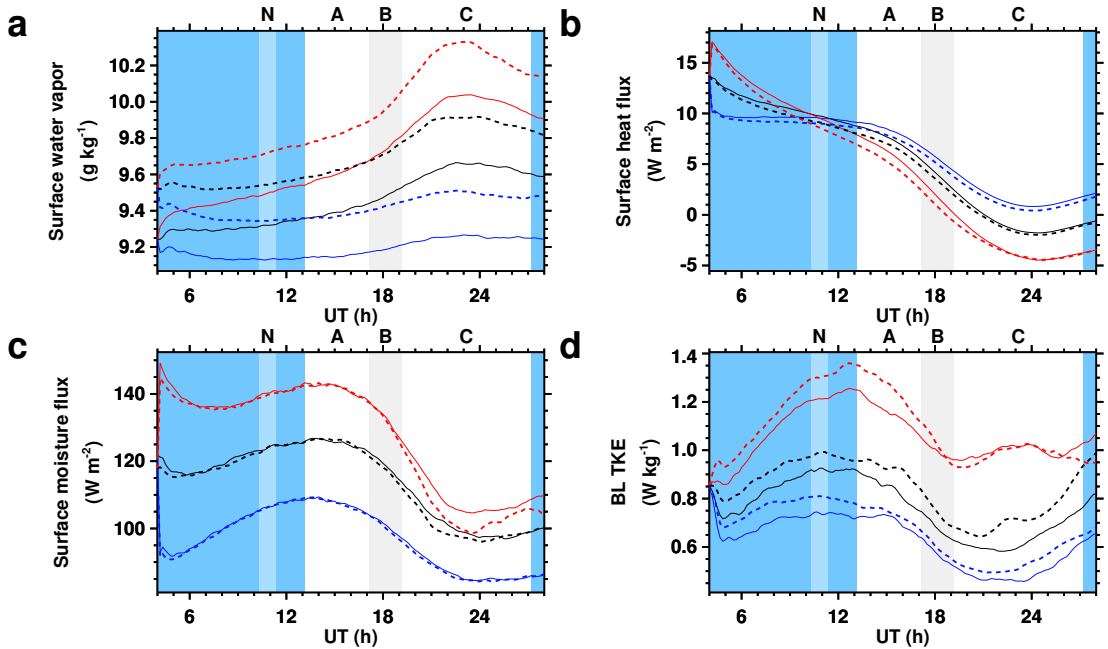 a
N A B C
Surface water vapor
(g kg-1)
10.2
10.0
9.8
9.6
9.4
9.2
6 12 18 24
UT (h)
b
N A B C
Surface heat flux
(W m-2)
15
10
5
0
-5
6 12 18 24
UT (h)
c
N A B C
Surface moisture flux
(W m-2)
140
120
100
6 12 18 24
UT (h)
d
N A B C
BL TKE
(W kg-1)
1.4
1.2
1.0
0.8
0.6
6 12 18 24
UT (h)